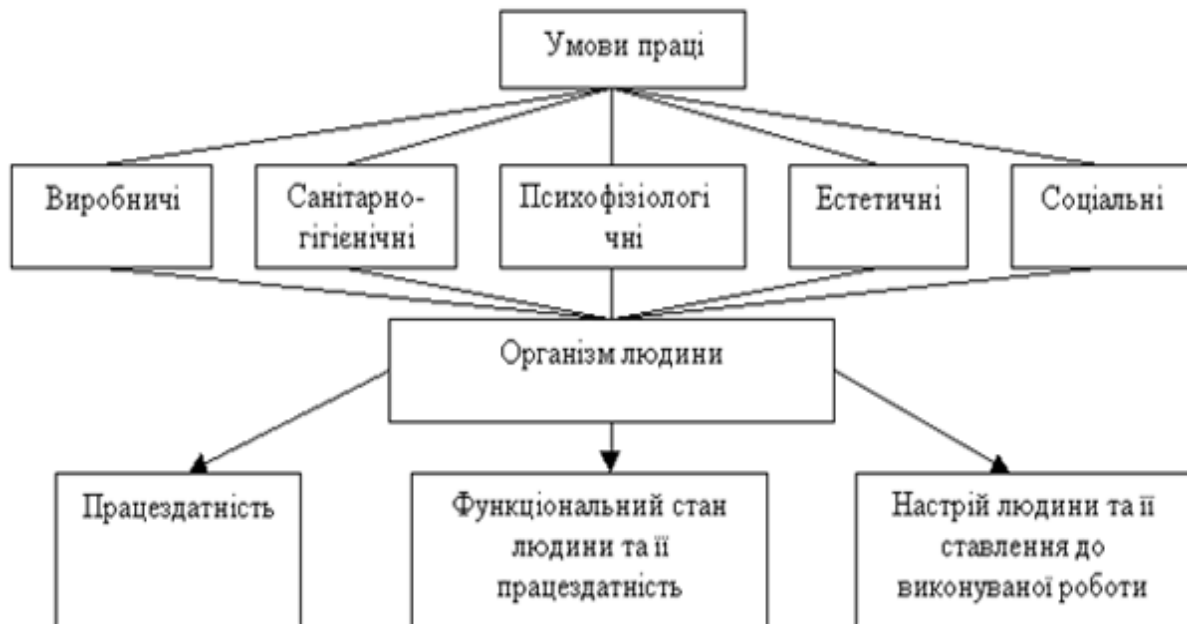 Умови праці
Виробничі
Санітарно-
гігієнічні
Психофізіологі
чні
Естетичні
Соціальні
Організм людини
Працездатність
Функціональний стан
людини та її
працездатність
Настрій людини та її
ставлення до
виконуваної роботи